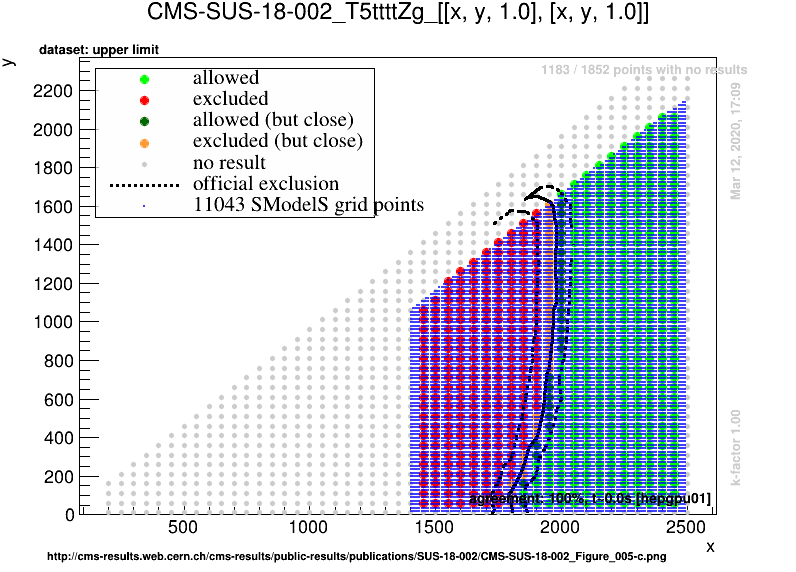 CMS-SUS-18-002_T5ttttZg_[[x, y, 1.0], [x, y, 1.0]]
dataset: upper limit
y
1183 / 1852 points with no results
allowed
excluded
allowed (but close)
excluded (but close)
no result
official exclusion
11043 SModelS grid points
Mar 12, 2020, 17:09
k-factor 1.00
2200
2000
1800
1600
1400
1200
1000
800
600
400
200
0
agreement: 100%, t~0.0s [hepgpu01]
500
1000
1500
2000
2500
x
http://cms-results.web.cern.ch/cms-results/public-results/publications/SUS-18-002/CMS-SUS-18-002_Figure_005-c.png